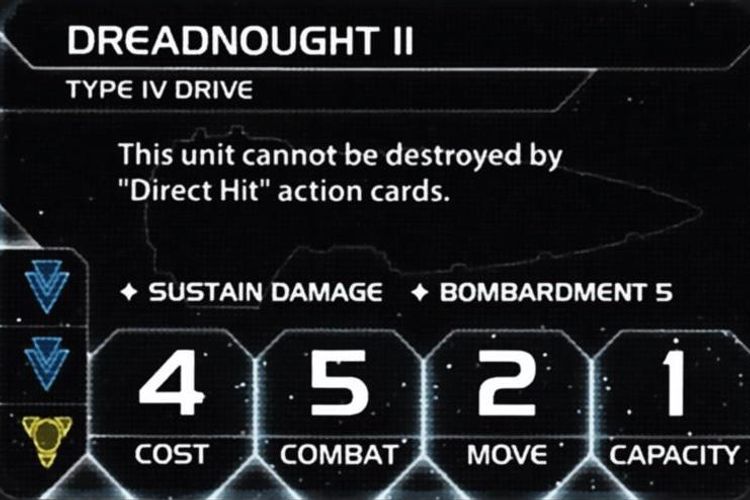 DREADNOUGHT II
TYPE IV DRIVE
This unit cannot be destroyed by
"Direct Hit" action cards.
✦ SUSTAIN DAMAGE ✦ BOMBARDMENT 5
4 5 2 1
COST COMBAT MOVE CAPACITY